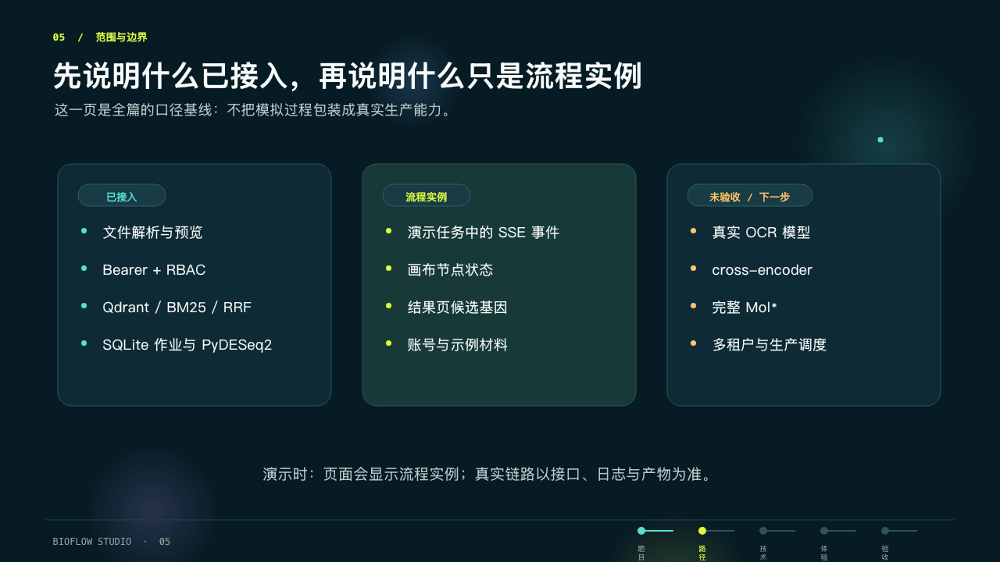 05 / 范围与边界
先说明什么已接入，再说明什么只是流程实例
这一页是全篇的口径基线：不把模拟过程包装成真实生产能力。
已接入
文件解析与预览
Bearer + RBAC
Qdrant / BM25 / RRF
SQLite 作业与 PyDESeq2
流程实例
演示任务中的 SSE 事件
画布节点状态
结果页候选基因
账号与示例材料
未验收 / 下一步
真实 OCR 模型
cross-encoder
完整 Mol*
多租户与生产调度
演示时：页面会显示流程实例；真实链路以接口、日志与产物为准。
BIOFLOW STUDIO · 05
题目
路径
技术
体验
验收